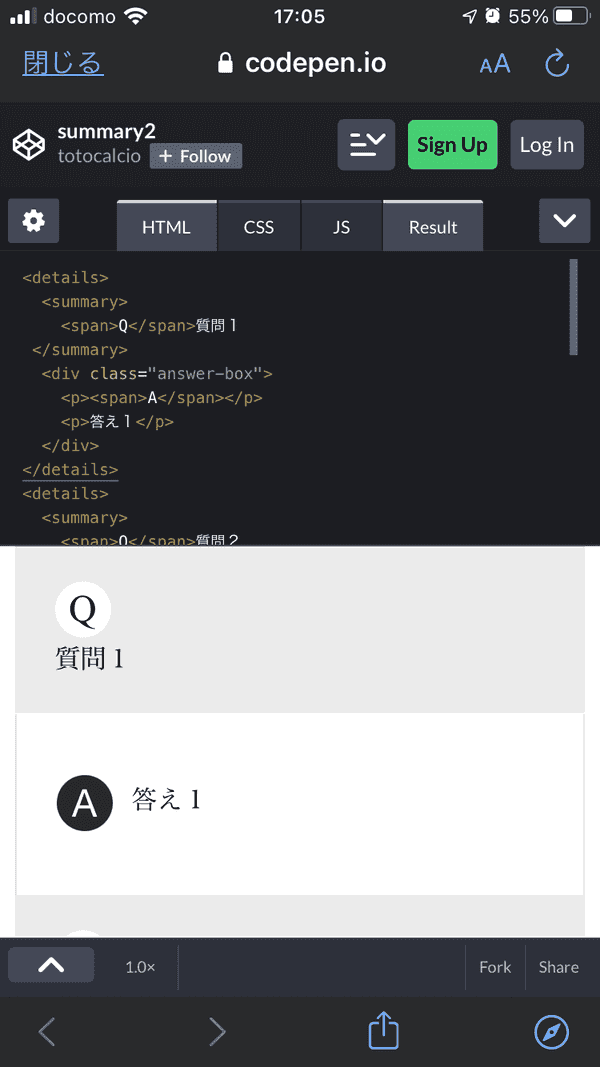 docomo 17:05 55%
閉じる codepen.io AA
summary2
totocalcio + Follow Sign Up Log In
HTML CSS JS Result
<details>
<summary>
<span>Q</span>質問１
</summary>
<div class="answer-box">
<p><span>A</span></p>
<p>答え１</p>
</div>
</details>
<details>
<summary>
<span>Q</span>質問２
Q
質問１
A 答え１
1.0× Fork Share